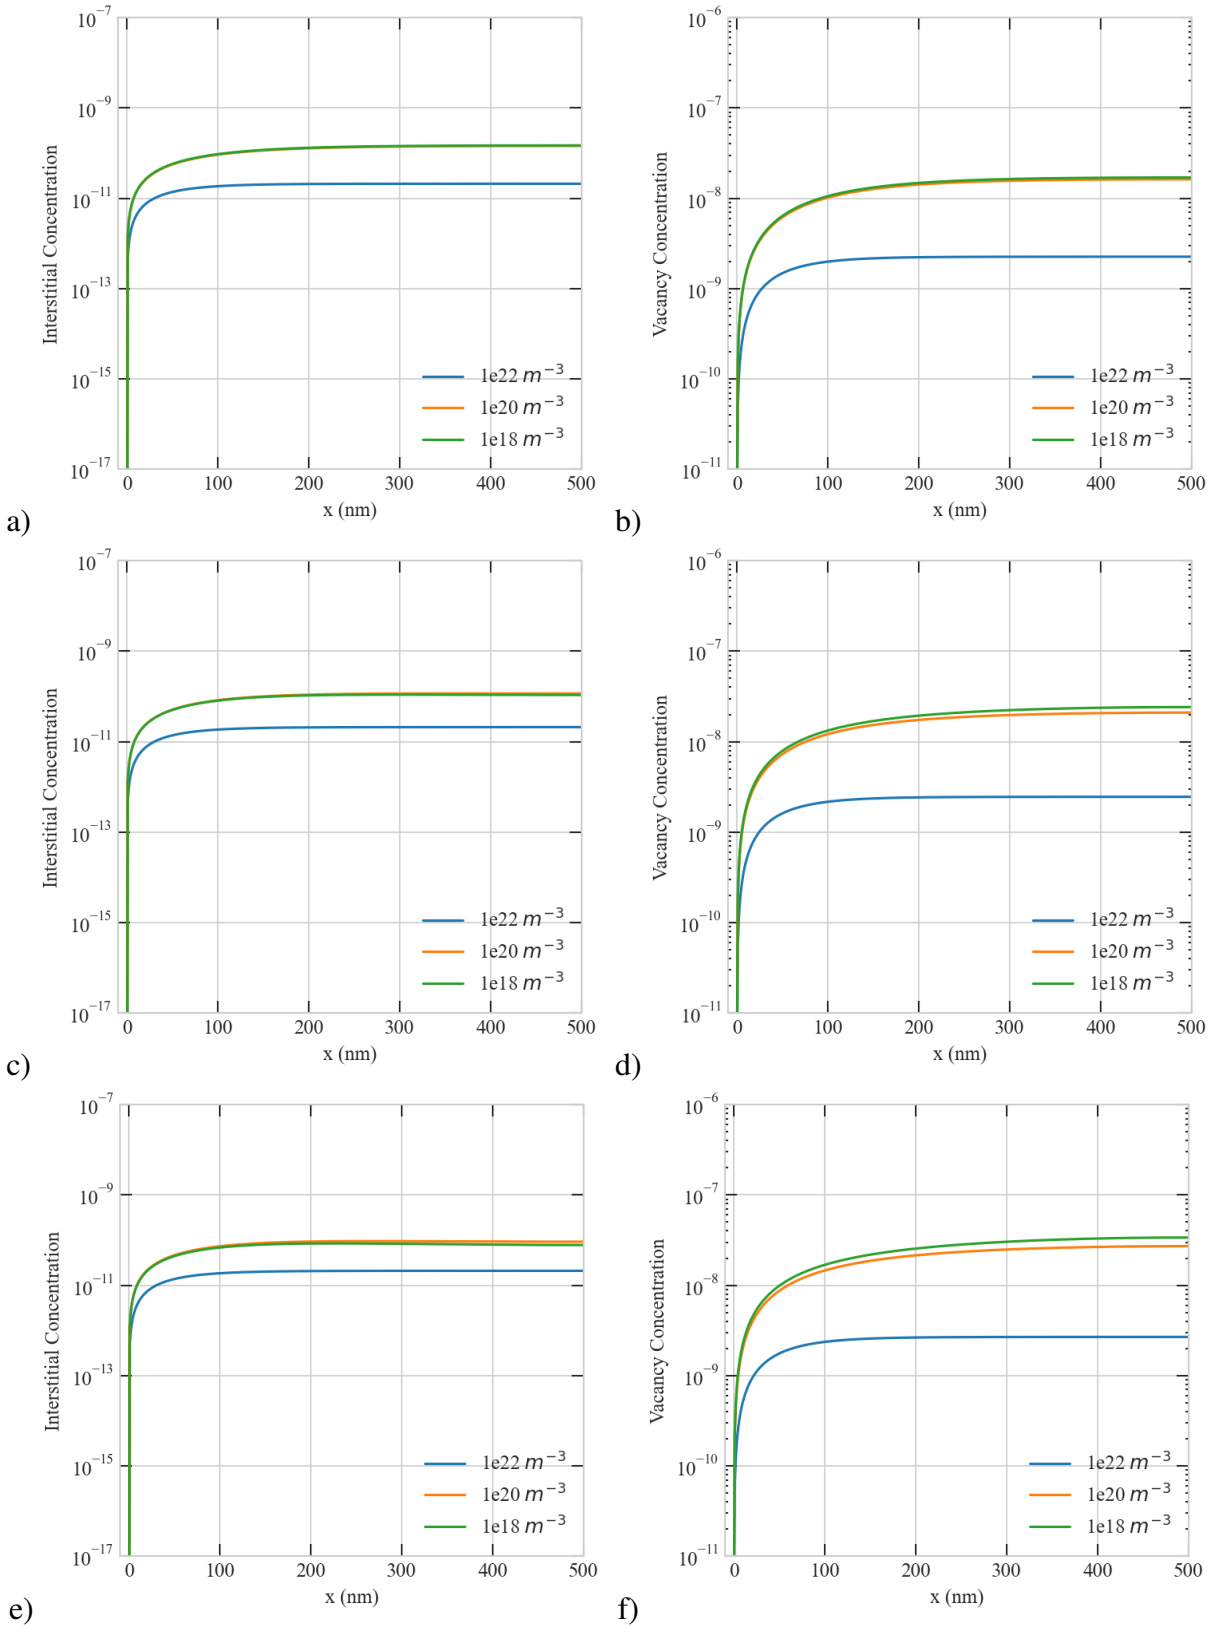 10⁻⁷
10⁻⁹
10⁻¹¹
10⁻¹³
10⁻¹⁵
10⁻¹⁷
Interstitial Concentration
1e22 m⁻³
1e20 m⁻³
1e18 m⁻³
0 100 200 300 400 500
x (nm)
a)
10⁻⁶
10⁻⁷
10⁻⁸
10⁻⁹
10⁻¹⁰
10⁻¹¹
Vacancy Concentration
1e22 m⁻³
1e20 m⁻³
1e18 m⁻³
0 100 200 300 400 500
x (nm)
b)
10⁻⁷
10⁻⁹
10⁻¹¹
10⁻¹³
10⁻¹⁵
10⁻¹⁷
Interstitial Concentration
1e22 m⁻³
1e20 m⁻³
1e18 m⁻³
0 100 200 300 400 500
x (nm)
c)
10⁻⁶
10⁻⁷
10⁻⁸
10⁻⁹
10⁻¹⁰
10⁻¹¹
Vacancy Concentration
1e22 m⁻³
1e20 m⁻³
1e18 m⁻³
0 100 200 300 400 500
x (nm)
d)
10⁻⁷
10⁻⁹
10⁻¹¹
10⁻¹³
10⁻¹⁵
10⁻¹⁷
Interstitial Concentration
1e22 m⁻³
1e20 m⁻³
1e18 m⁻³
0 100 200 300 400 500
x (nm)
e)
10⁻⁶
10⁻⁷
10⁻⁸
10⁻⁹
10⁻¹⁰
10⁻¹¹
Vacancy Concentration
1e22 m⁻³
1e20 m⁻³
1e18 m⁻³
0 100 200 300 400 500
x (nm)
f)